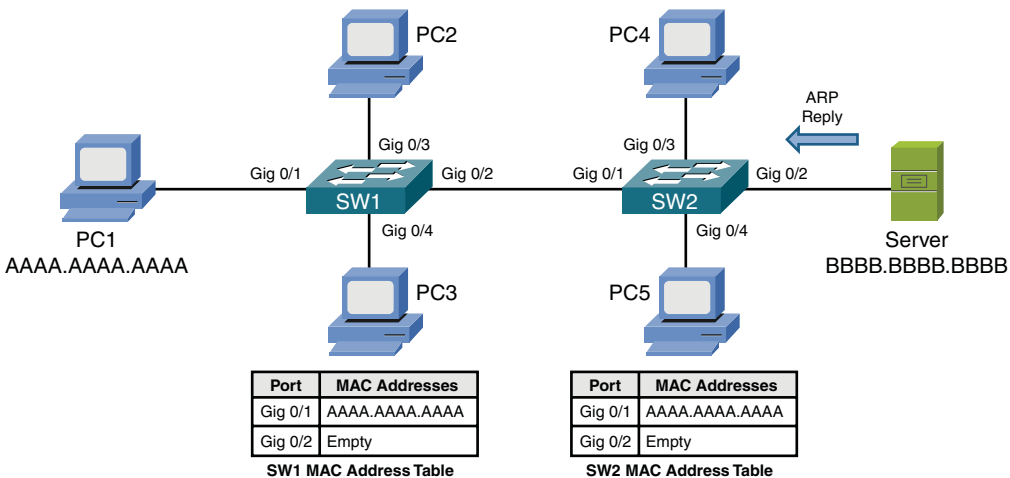 PC2
PC4
ARP
Reply
Gig 0/3
Gig 0/3
Gig 0/1
Gig 0/2
Gig 0/1
Gig 0/2
SW1
SW2
Gig 0/4
Gig 0/4
PC1
AAAA.AAAA.AAAA
Server
BBBB.BBBB.BBBB
PC3
PC5
Port MAC Addresses
Gig 0/1 AAAA.AAAA.AAAA
Gig 0/2 Empty
SW1 MAC Address Table
Port MAC Addresses
Gig 0/1 AAAA.AAAA.AAAA
Gig 0/2 Empty
SW2 MAC Address Table